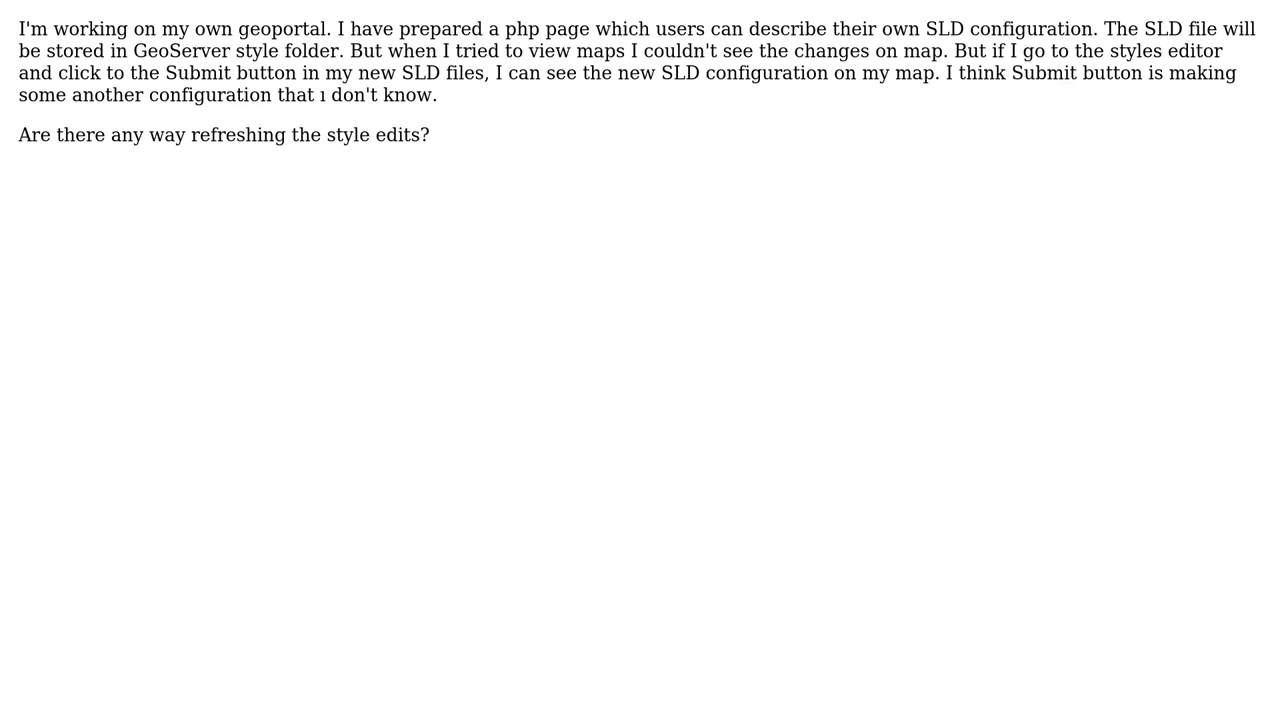 I'm working on my own geoportal. I have prepared a php page which users can describe their own SLD configuration. The SLD file will
be stored in GeoServer style folder. But when I tried to view maps I couldn't see the changes on map. But if I go to the styles editor
and click to the Submit button in my new SLD files, I can see the new SLD configuration on my map. I think Submit button is making
some another configuration that ı don't know.
Are there any way refreshing the style edits?